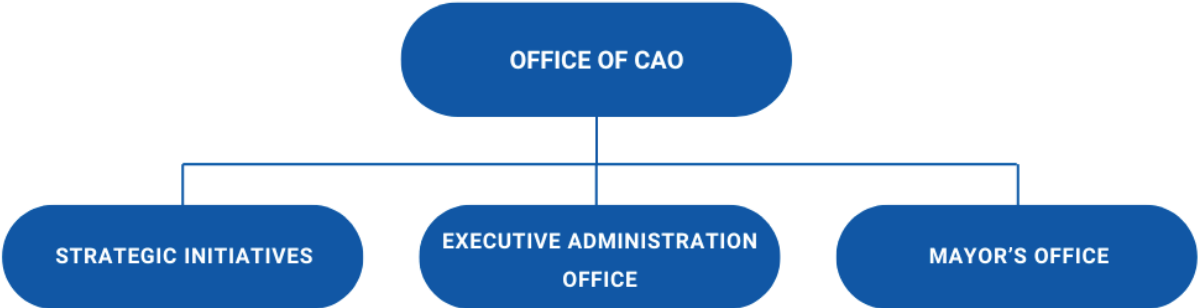 OFFICE OF CAO
STRATEGIC INITIATIVES
EXECUTIVE ADMINISTRATION
OFFICE
MAYOR’S OFFICE